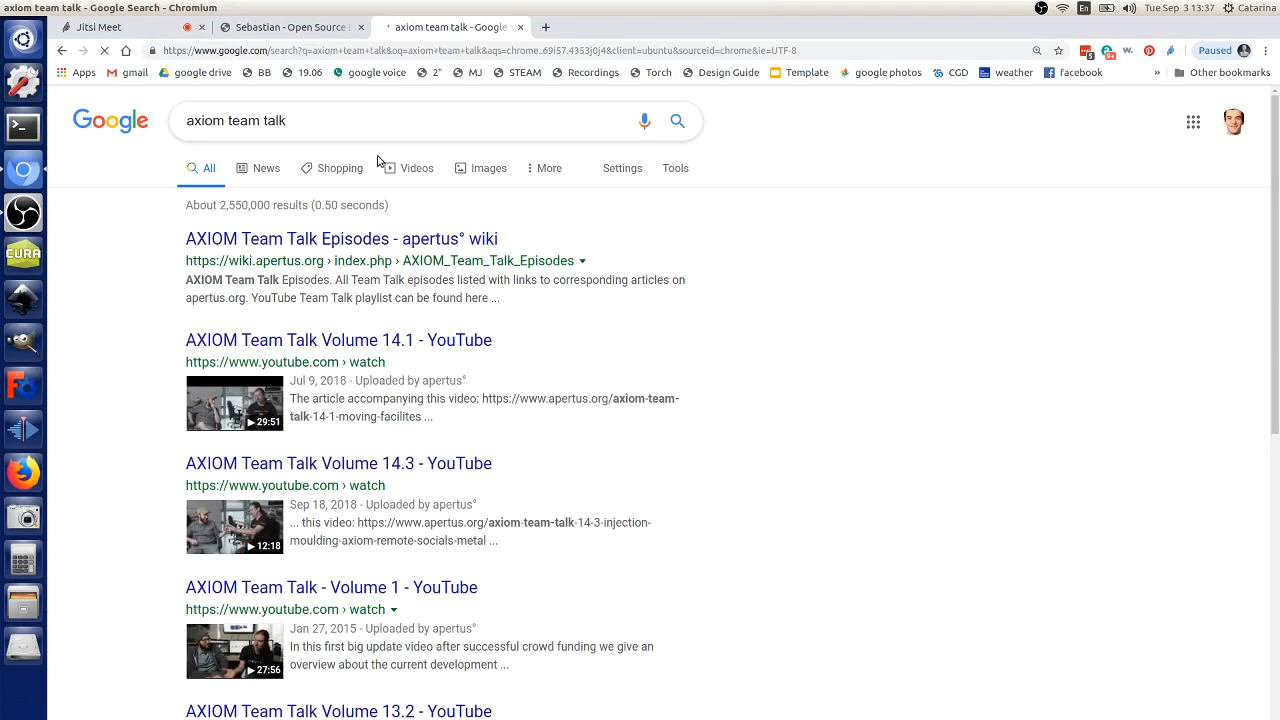 axiom team talk - Google Search - Chromium
En
Tue Sep 3 13:37
Catarina
Jitsi Meet
Sebastian - Open Source
axiom team talk - Google
https://www.google.com/search?q=axiom+team+talk&oq=axiom+team+talk&aqs=chrome..69i57.4353j0j4&client=ubuntu&sourceid=chrome&ie=UTF-8
5
9+
W.
Paused
Apps
gmail
google drive
BB
19.06
google voice
2"
MJ
STEAM
Recordings
Torch
Design Guide
Template
google photos
CGD
weather
facebook
»
Other bookmarks
Google
axiom team talk
All
News
Shopping
Videos
Images
More
Settings
Tools
About 2,550,000 results (0.50 seconds)
AXIOM Team Talk Episodes - apertus° wiki
https://wiki.apertus.org › index.php › AXIOM_Team_Talk_Episodes
AXIOM Team Talk Episodes. All Team Talk episodes listed with links to corresponding articles on
apertus.org. YouTube Team Talk playlist can be found here ...
AXIOM Team Talk Volume 14.1 - YouTube
https://www.youtube.com › watch
Jul 9, 2018 - Uploaded by apertus°
The article accompanying this video: https://www.apertus.org/axiom-team-
talk-14-1-moving-facilites ...
29:51
AXIOM Team Talk Volume 14.3 - YouTube
https://www.youtube.com › watch
Sep 18, 2018 - Uploaded by apertus°
... this video: https://www.apertus.org/axiom-team-talk-14-3-injection-
moulding-axiom-remote-socials-metal ...
12:18
AXIOM Team Talk - Volume 1 - YouTube
https://www.youtube.com › watch
Jan 27, 2015 - Uploaded by apertus°
In this first big update video after successful crowd funding we give an
overview about the current development ...
27:56
AXIOM Team Talk Volume 13.2 - YouTube
CURA